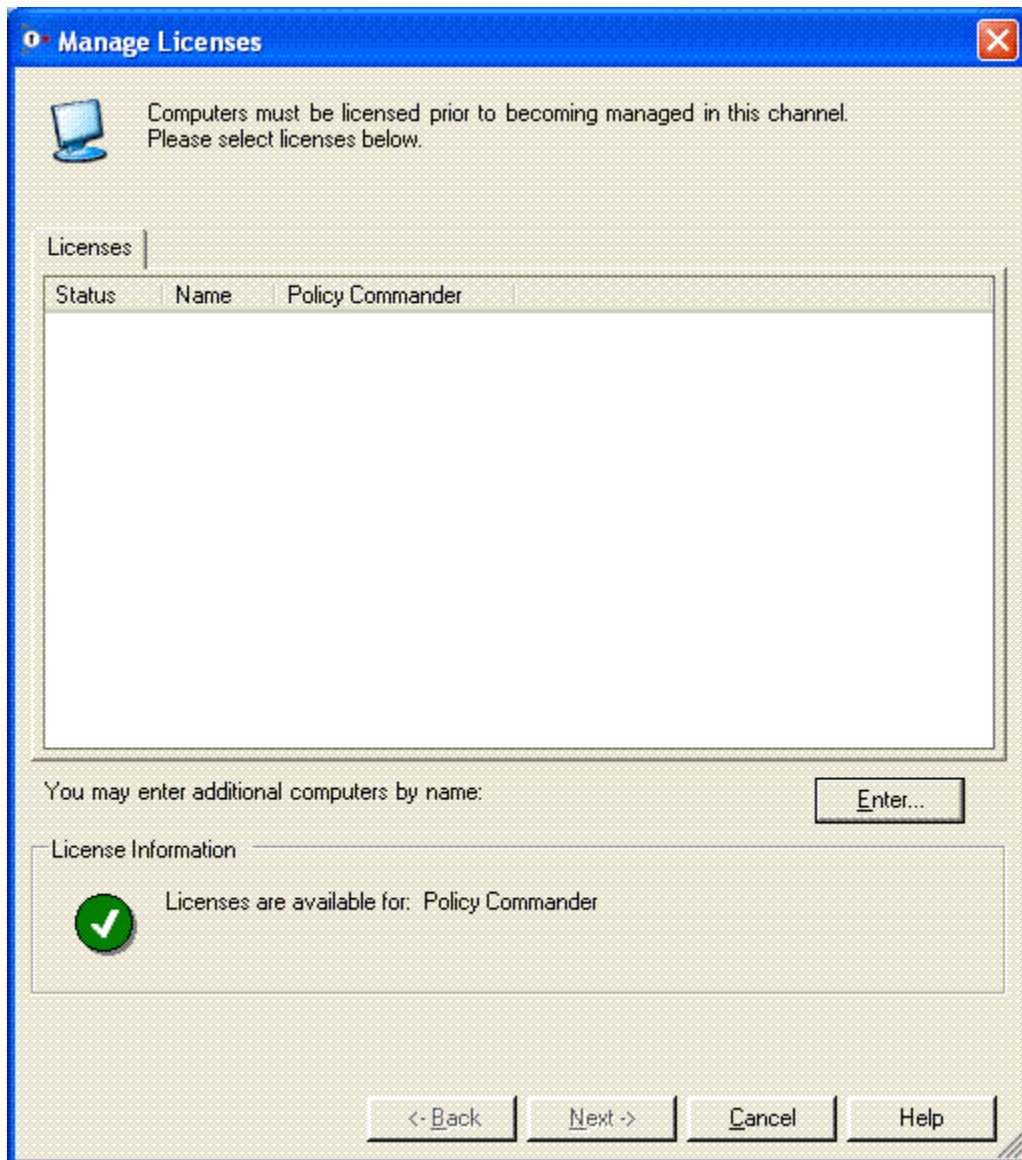 Manage Licenses
Computers must be licensed prior to becoming managed in this channel.
Please select licenses below.
Licenses
Status Name Policy Commander
You may enter additional computers by name:
Enter...
License Information
Licenses are available for: Policy Commander
<- Back Next -> Cancel Help